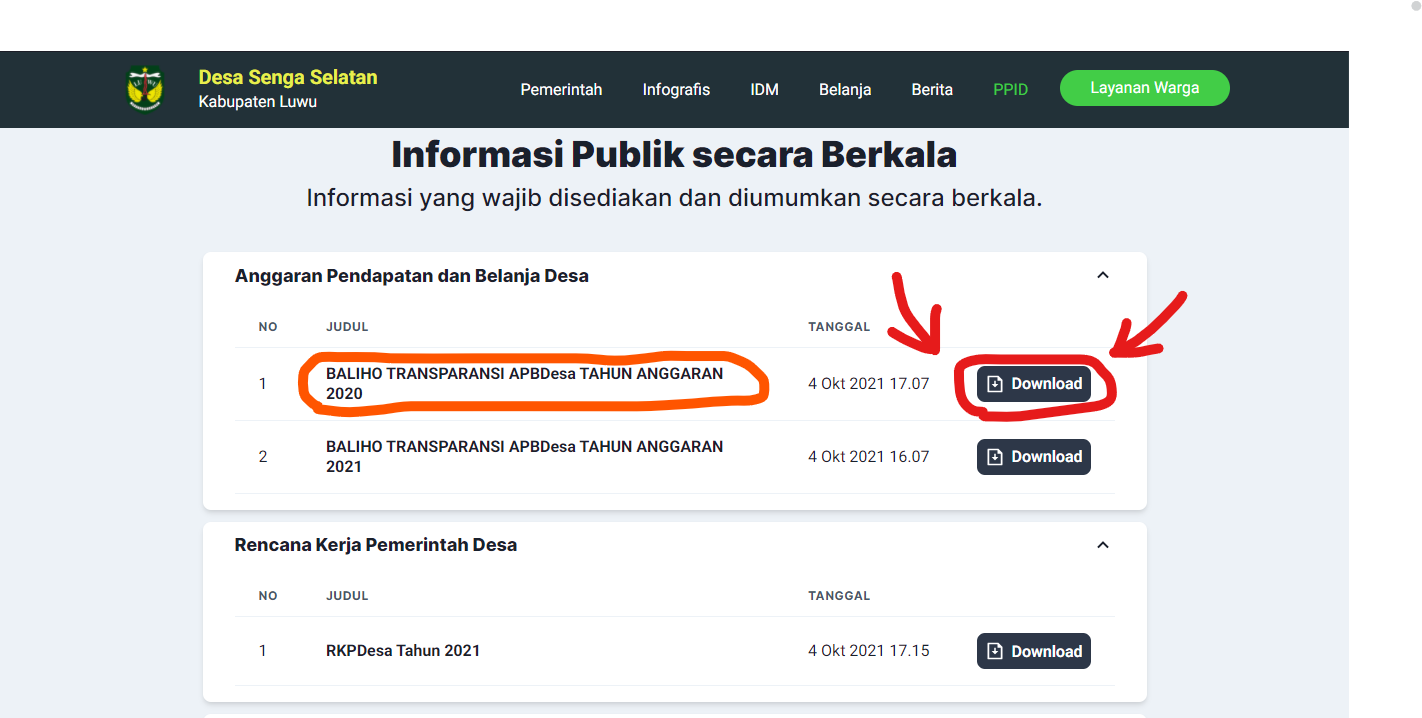 Desa Senga Selatan
Kabupaten Luwu
Pemerintah Infografis IDM Belanja Berita PPID Layanan Warga
Informasi Publik secara Berkala
Informasi yang wajib disediakan dan diumumkan secara berkala.
Anggaran Pendapatan dan Belanja Desa
NO JUDUL TANGGAL
1 BALIHO TRANSPARANSI APBDesa TAHUN ANGGARAN 2020 4 Okt 2021 17.07 Download
2 BALIHO TRANSPARANSI APBDesa TAHUN ANGGARAN 2021 4 Okt 2021 16.07 Download
Rencana Kerja Pemerintah Desa
NO JUDUL TANGGAL
1 RKPDesa Tahun 2021 4 Okt 2021 17.15 Download